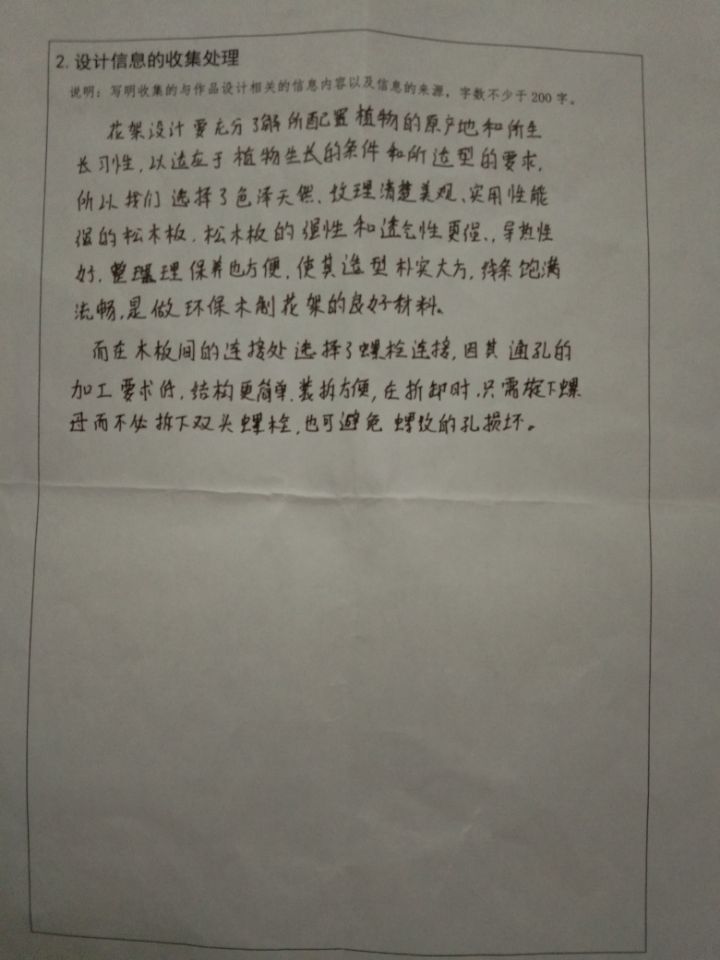 2. 设计信息的收集处理
说明：写明收集的与作品设计相关的信息内容以及信息的来源，字数不少于 200 字。
花架设计要充分了解所配置植物的原产地和所生
长习性，以适应于植物生长的条件和所造型的要求，
所以我们选择了色泽天然、纹理清楚美观、实用性能
强的松木板，松木板的强性和透气性更强、导热性
好，整理保养也方便，使其造型朴实大方，线条饱满
流畅，是做环保木制花架的良好材料。
而在木板间的连接处选择了螺栓连接，因其通孔的
加工要求低，结构更简单，装拆方便，在拆卸时，只需旋下螺
母而不必拆下双头螺栓，也可避免螺纹的孔损坏。